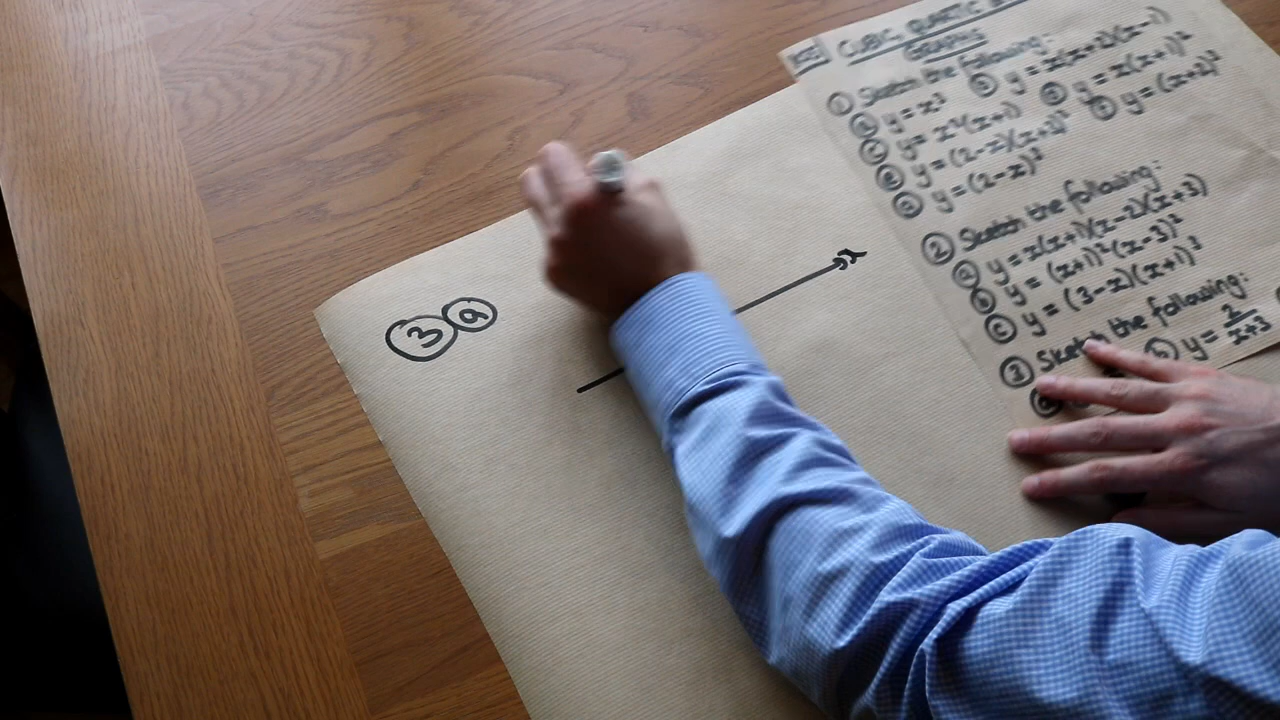 3 a
x
CUBIC QUARTIC
GRAPHS
① Sketch the following:
ⓐ y = x³ ⓑ y = x(x+2)(x-1)
ⓒ y = x²(x+1) ⓓ y = x(x+1)²
ⓔ y = (2-x)(x+3)² ⓕ y = (x+2)³
ⓖ y = (2-x)³
② Sketch the following:
ⓐ y = x(x+1)(x-2)(x+3)
ⓑ y = (x+1)²(x-3)²
ⓒ y = (3-x)(x+1)³
③ Sketch the following:
ⓐ ⓑ y = 2/x+3